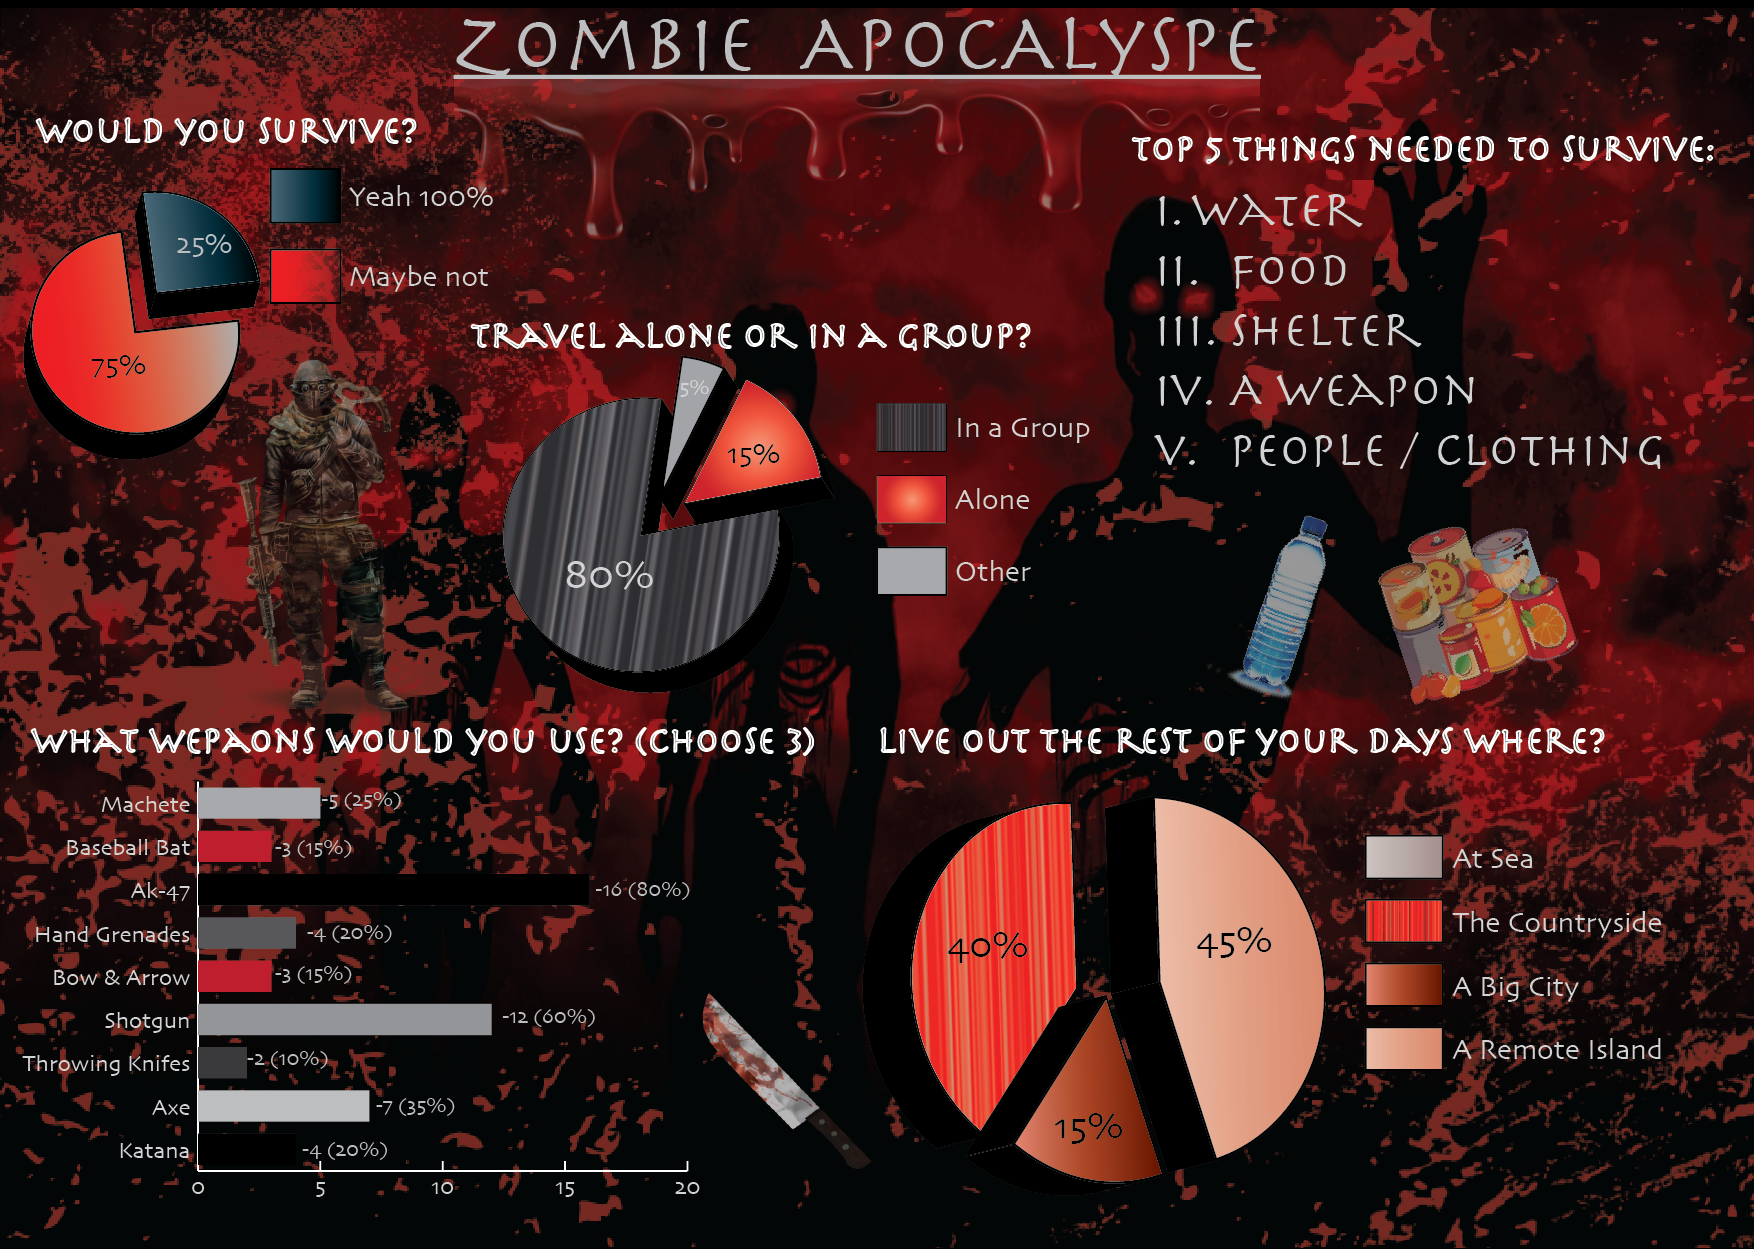 ZOMBIE APOCALYSPE
WOULD YOU SURVIVE?
Yeah 100%
Maybe not
25%
75%
TOP 5 THINGS NEEDED TO SURVIVE:
I. WATER
II. FOOD
III. SHELTER
IV. A WEAPON
V. PEOPLE / CLOTHING
TRAVEL ALONE OR IN A GROUP?
5%
15%
80%
In a Group
Alone
Other
WHAT WEPAONS WOULD YOU USE? (CHOOSE 3)
Machete -5 (25%)
Baseball Bat -3 (15%)
Ak-47 -16 (80%)
Hand Grenades -4 (20%)
Bow & Arrow -3 (15%)
Shotgun -12 (60%)
Throwing Knifes -2 (10%)
Axe -7 (35%)
Katana -4 (20%)
0 5 10 15 20
LIVE OUT THE REST OF YOUR DAYS WHERE?
40%
45%
15%
At Sea
The Countryside
A Big City
A Remote Island